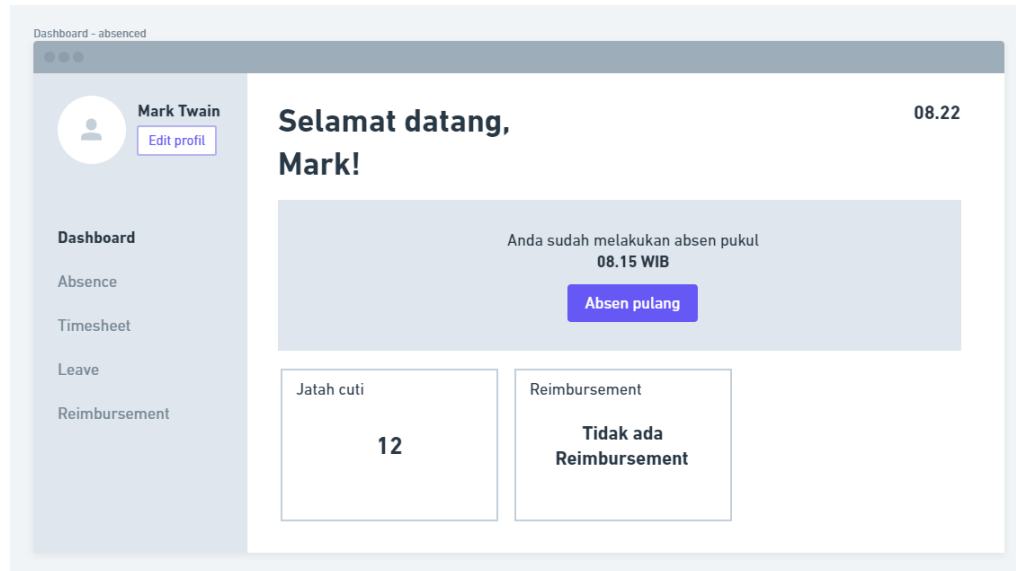 Dashboard - absenced
Mark Twain
Edit profil
Dashboard
Absence
Timesheet
Leave
Reimbursement
Selamat datang,
Mark!
08.22
Anda sudah melakukan absen pukul
08.15 WIB
Absen pulang
Jatah cuti
12
Reimbursement
Tidak ada
Reimbursement